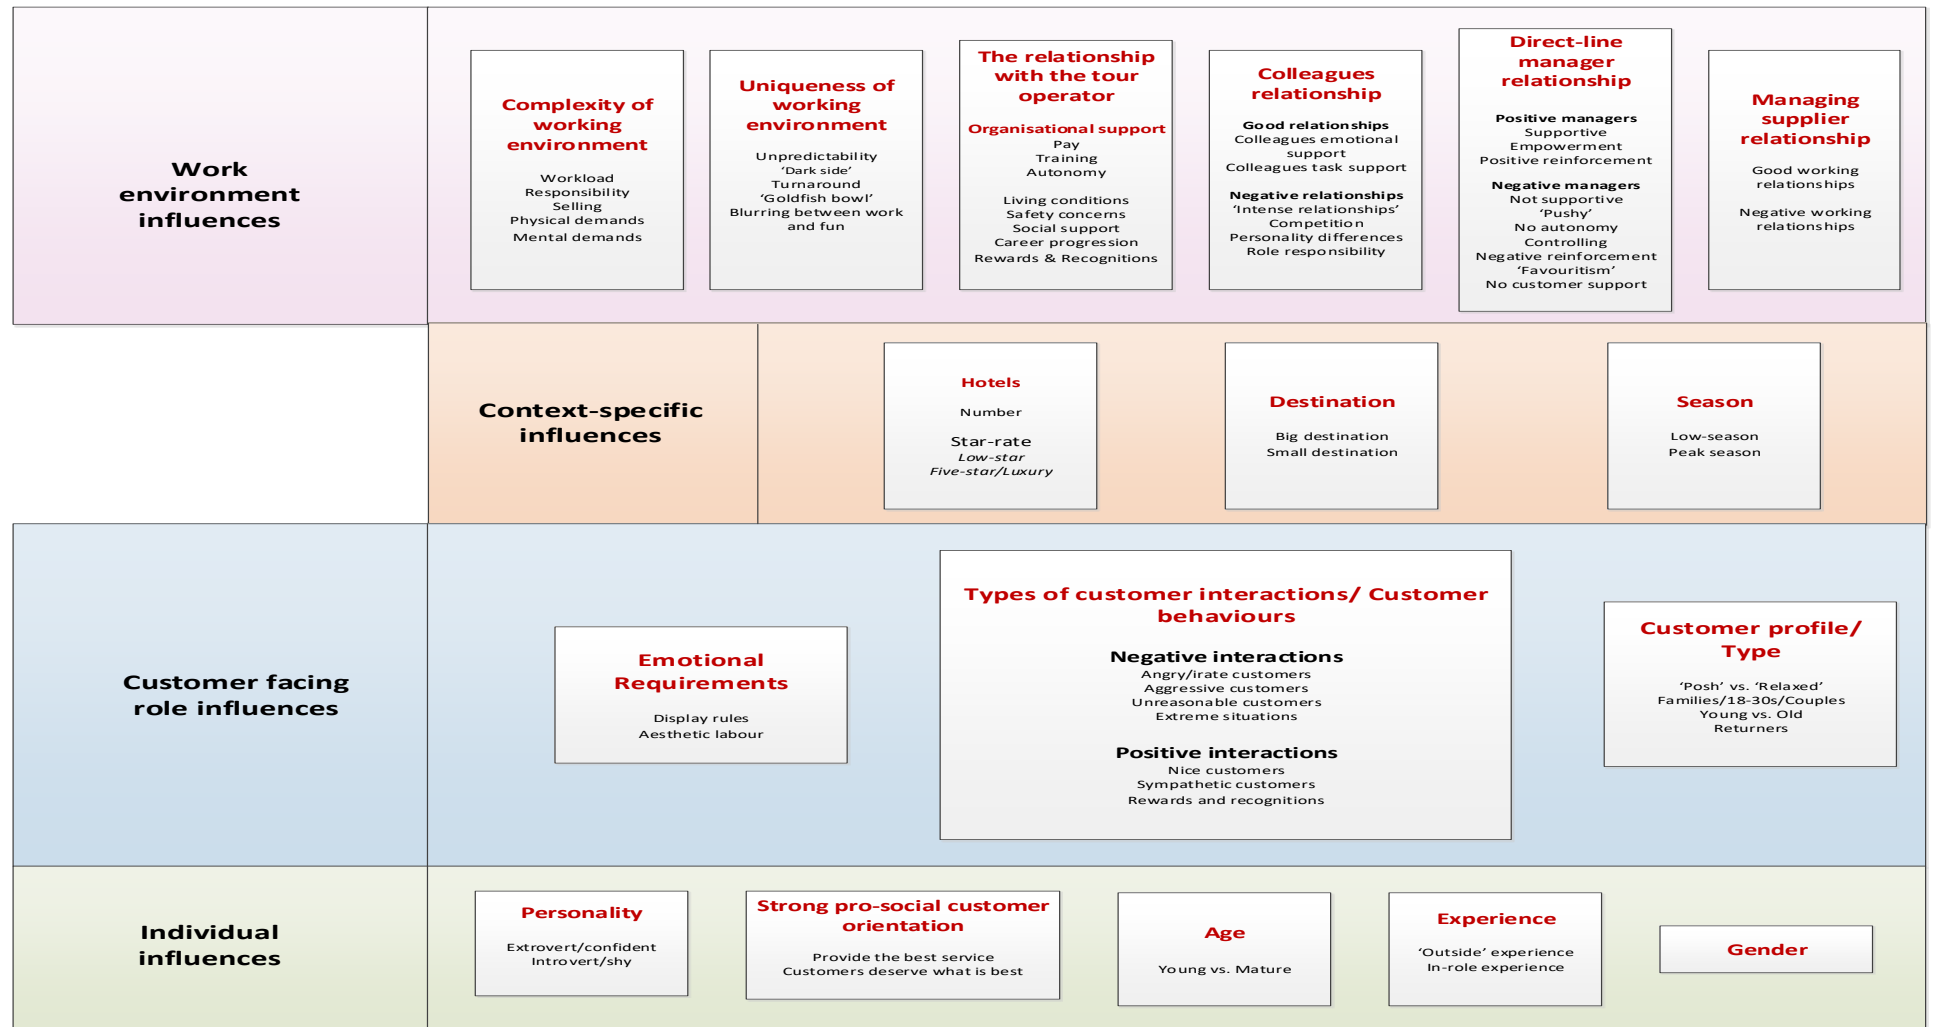 Work
environment
influences
Complexity of
working
environment
Workload
Responsibility
Selling
Physical demands
Mental demands
Uniqueness of
working
environment
Unpredictability
‘Dark side’
Turnaround
‘Goldfish bowl’
Blurring between work
and fun
The relationship
with the tour
operator
Organisational support
Pay
Training
Autonomy
Living conditions
Safety concerns
Social support
Career progression
Rewards & Recognitions
Colleagues
relationship
Good relationships
Colleagues emotional
support
Colleagues task support
Negative relationships
‘Intense relationships’
Competition
Personality differences
Role responsibility
Direct-line
manager
relationship
Positive managers
Supportive
Empowerment
Positive reinforcement
Negative managers
Not supportive
‘Pushy’
No autonomy
Controlling
Negative reinforcement
‘Favouritism’
No customer support
Managing
supplier
relationship
Good working
relationships
Negative working
relationships
Context-specific
influences
Hotels
Number
Star-rate
Low-star
Five-star/Luxury
Destination
Big destination
Small destination
Season
Low-season
Peak season
Customer facing
role influences
Emotional
Requirements
Display rules
Aesthetic labour
Types of customer interactions/ Customer
behaviours
Negative interactions
Angry/irate customers
Aggressive customers
Unreasonable customers
Extreme situations
Positive interactions
Nice customers
Sympathetic customers
Rewards and recognitions
Customer profile/
Type
‘Posh’ vs. ‘Relaxed’
Families/18-30s/Couples
Young vs. Old
Returners
Individual
influences
Personality
Extrovert/confident
Introvert/shy
Strong pro-social customer
orientation
Provide the best service
Customers deserve what is best
Age
Young vs. Mature
Experience
‘Outside’ experience
In-role experience
Gender